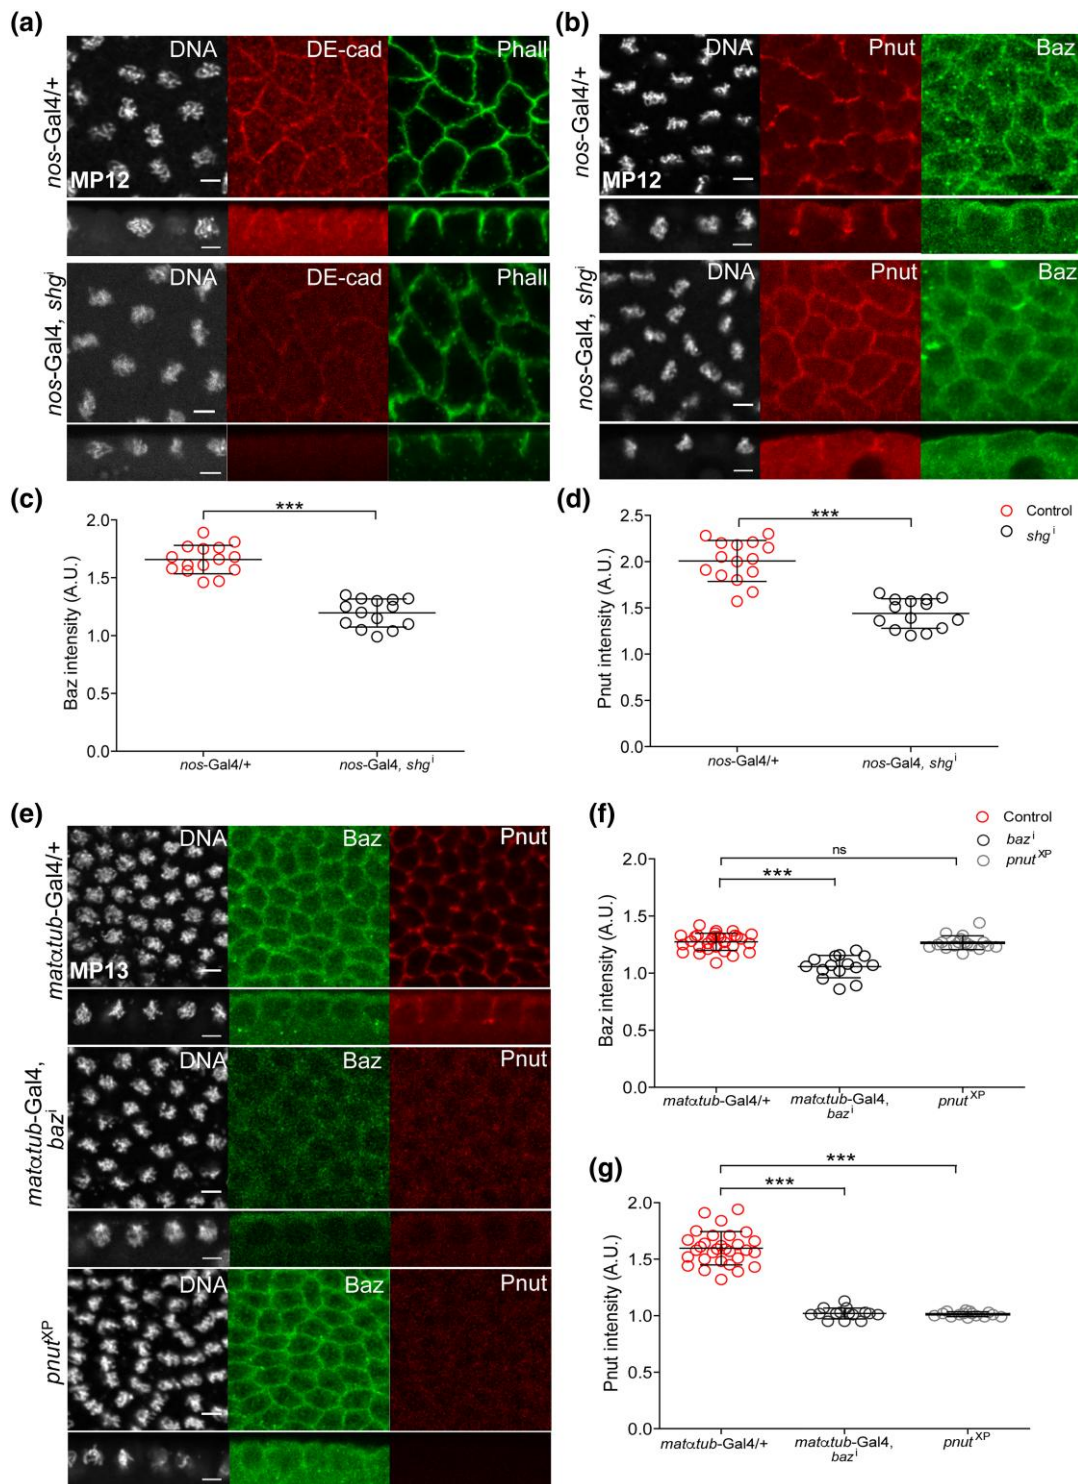 (a)
DNA DE-cad Phall
nos-Gal4/+
MP12
DNA DE-cad Phall
nos-Gal4, shgⁱ
(b)
DNA Pnut Baz
nos-Gal4/+
MP12
DNA Pnut Baz
nos-Gal4, shgⁱ
(c)
***
Baz intensity (A.U.)
2.0
1.5
1.0
0.5
0.0
nos-Gal4/+ nos-Gal4, shgⁱ
(d)
Control
shgⁱ
***
Pnut intensity (A.U.)
2.5
2.0
1.5
1.0
0.5
0.0
nos-Gal4/+ nos-Gal4, shgⁱ
(e)
DNA Baz Pnut
matαtub-Gal4/+
MP13
DNA Baz Pnut
matαtub-Gal4,
bazⁱ
DNA Baz Pnut
pnutXP
(f)
Control
bazⁱ
pnutXP
ns
***
Baz intensity (A.U.)
2.0
1.5
1.0
0.5
0.0
matαtub-Gal4/+ matαtub-Gal4, pnutXP
bazⁱ
(g)
***
***
Pnut intensity (A.U.)
2.0
1.5
1.0
0.5
0.0
matαtub-Gal4/+ matαtub-Gal4, pnutXP
bazⁱ